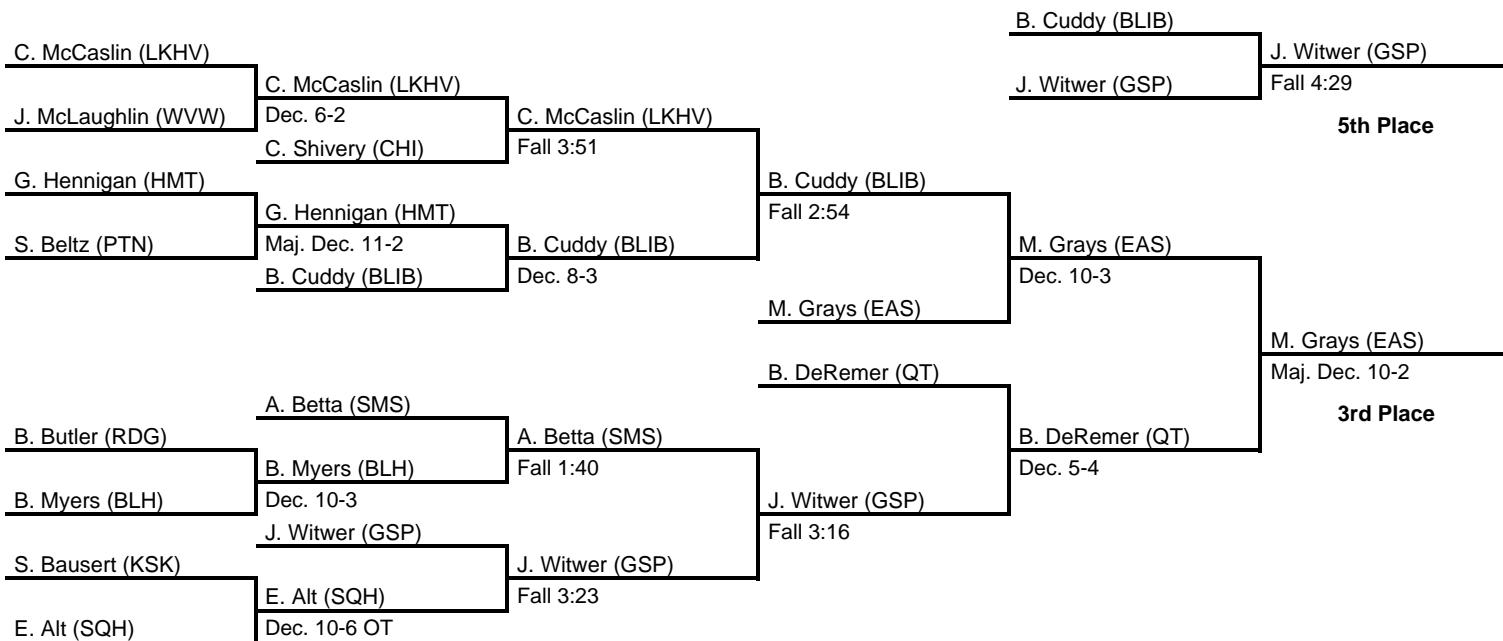 B. Cuddy (BLIB)
C. McCaslin (LKHV)
J. Witwer (GSP)
C. McCaslin (LKHV)
J. Witwer (GSP)
Fall 4:29
J. McLaughlin (WVW)
Dec. 6-2
C. McCaslin (LKHV)
5th Place
C. Shivery (CHI)
Fall 3:51
G. Hennigan (HMT)
B. Cuddy (BLIB)
G. Hennigan (HMT)
Fall 2:54
S. Beltz (PTN)
Maj. Dec. 11-2
B. Cuddy (BLIB)
M. Grays (EAS)
B. Cuddy (BLIB)
Dec. 8-3
Dec. 10-3
M. Grays (EAS)
M. Grays (EAS)
B. DeRemer (QT)
Maj. Dec. 10-2
A. Betta (SMS)
3rd Place
B. Butler (RDG)
A. Betta (SMS)
B. DeRemer (QT)
B. Myers (BLH)
Fall 1:40
Dec. 5-4
B. Myers (BLH)
Dec. 10-3
J. Witwer (GSP)
J. Witwer (GSP)
Fall 3:16
S. Bausert (KSK)
J. Witwer (GSP)
E. Alt (SQH)
Fall 3:23
E. Alt (SQH)
Dec. 10-6 OT